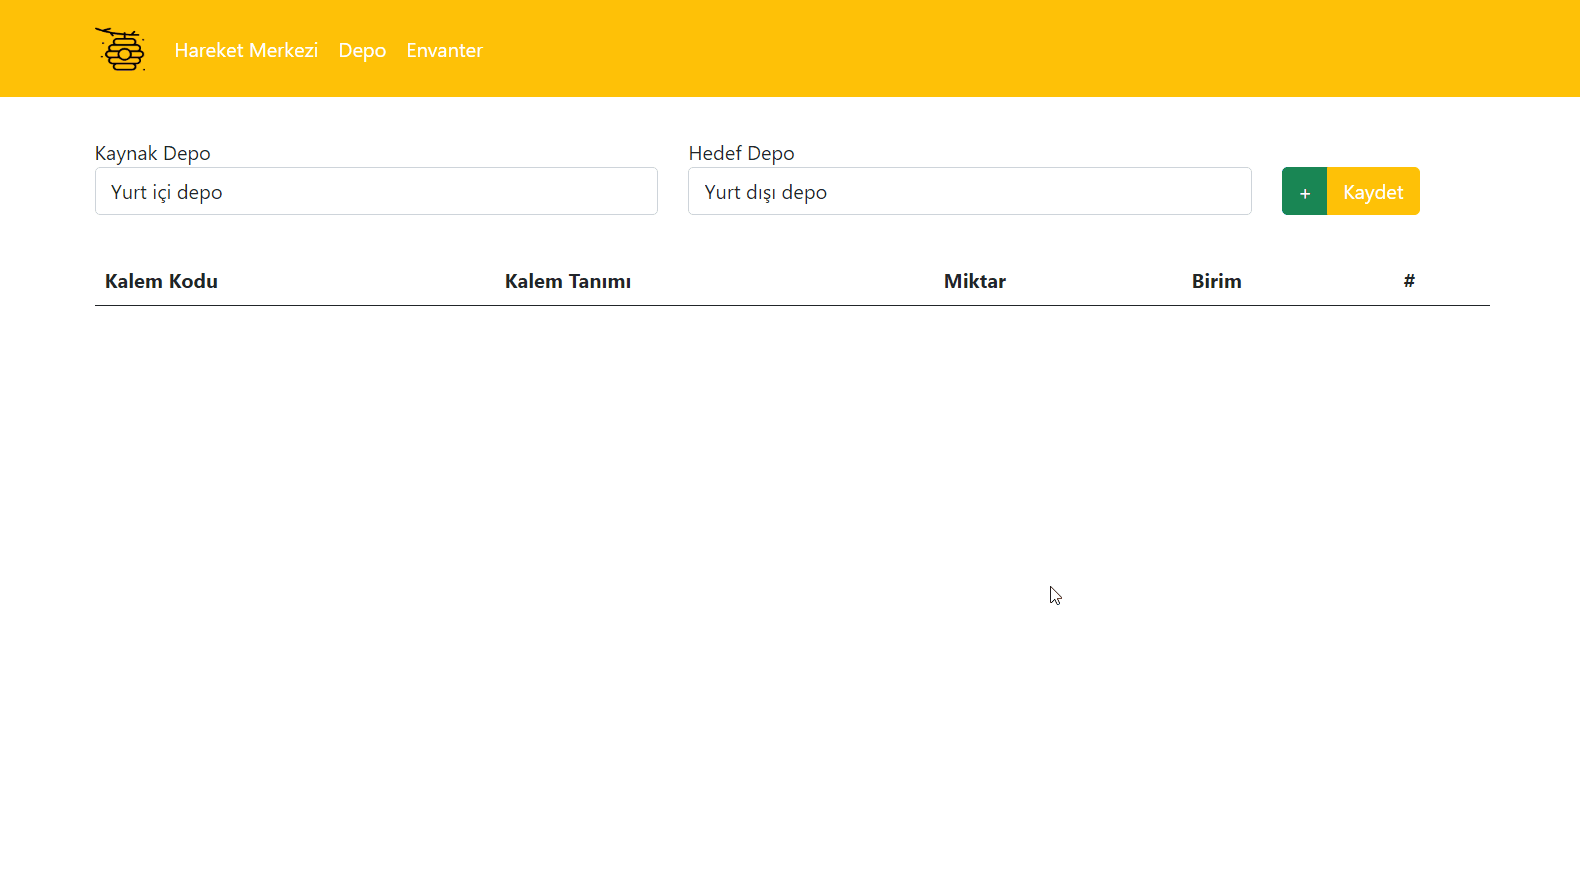 Hareket Merkezi Depo Envanter
Kaynak Depo Hedef Depo
Yurt içi depo Yurt dışı depo + Kaydet
Kalem Kodu Kalem Tanımı Miktar Birim #